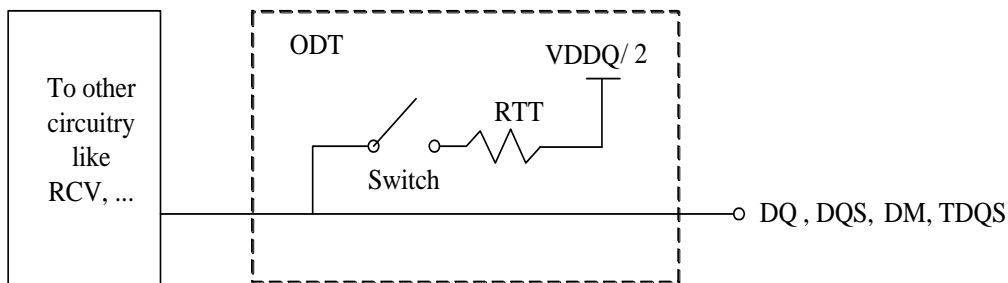 To other
circuitry
like
RCV, ...
ODT
VDDQ/ 2
RTT
Switch
DQ , DQS, DM, TDQS